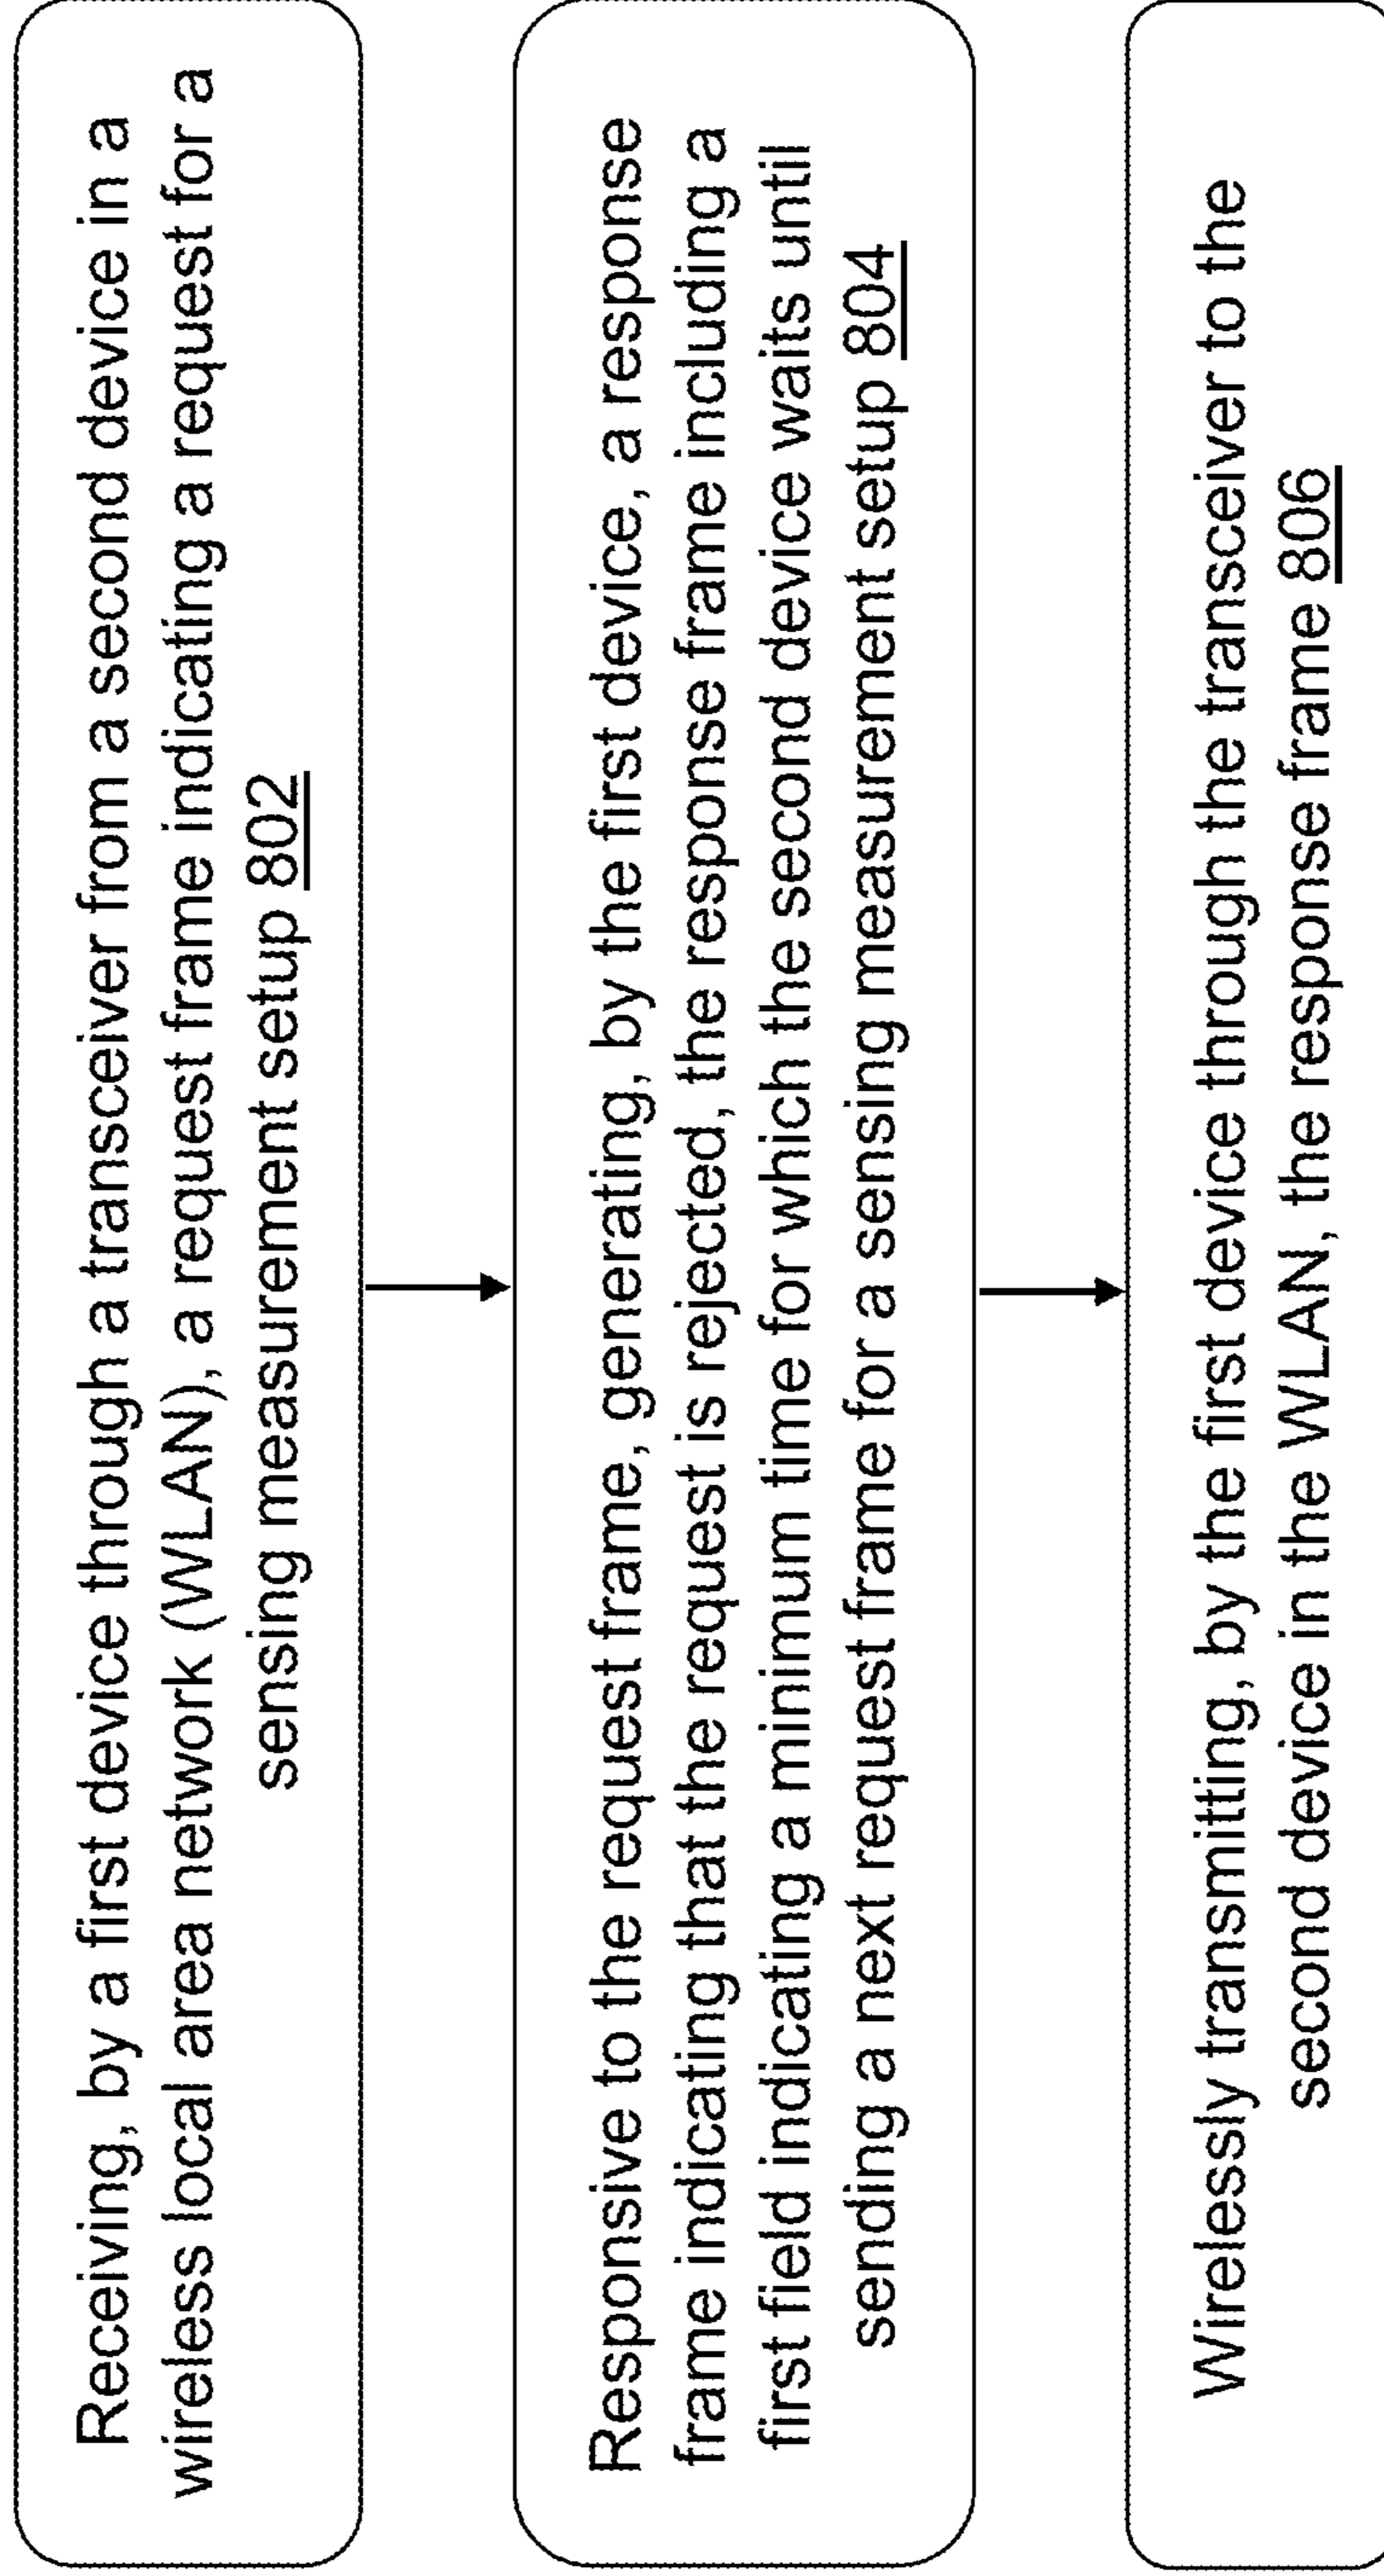 Receiving, by a first device through a transceiver from a second device in a
wireless local area network (WLAN), a request frame indicating a request for a
sensing measurement setup 802
Responsive to the request frame, generating, by the first device, a response
frame indicating that the request is rejected, the response frame including a
first field indicating a minimum time for which the second device waits until
sending a next request frame for a sensing measurement setup 804
Wirelessly transmitting, by the first device through the transceiver to the
second device in the WLAN, the response frame 806